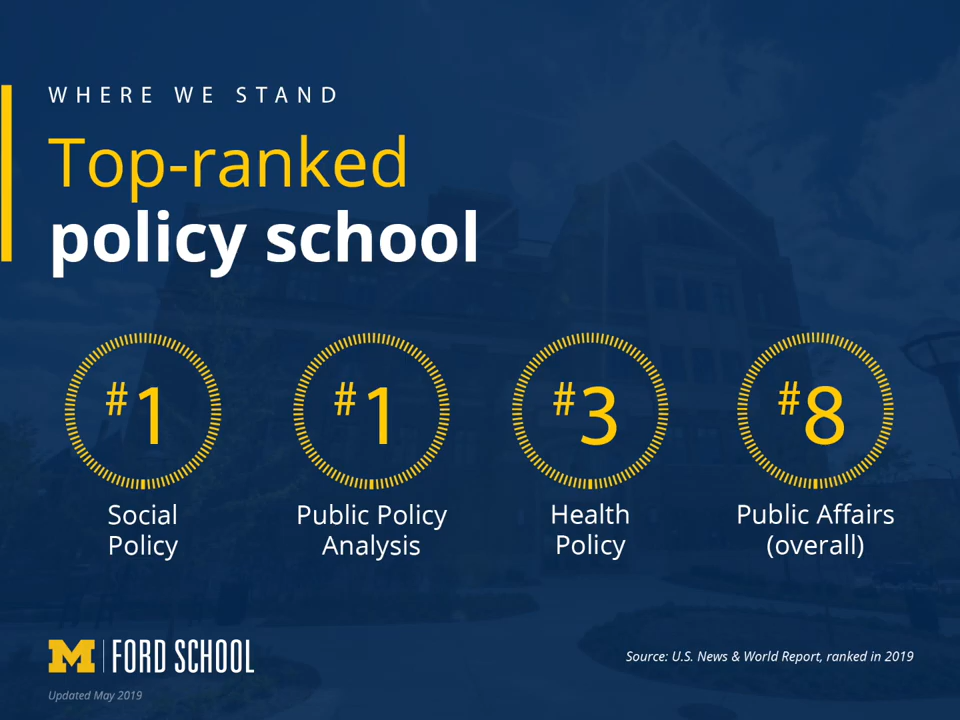 WHERE WE STAND
Top-ranked
policy school
#1
Social
Policy
#1
Public Policy
Analysis
#3
Health
Policy
#8
Public Affairs
(overall)
M | FORD SCHOOL
Source: U.S. News & World Report, ranked in 2019
Updated May 2019